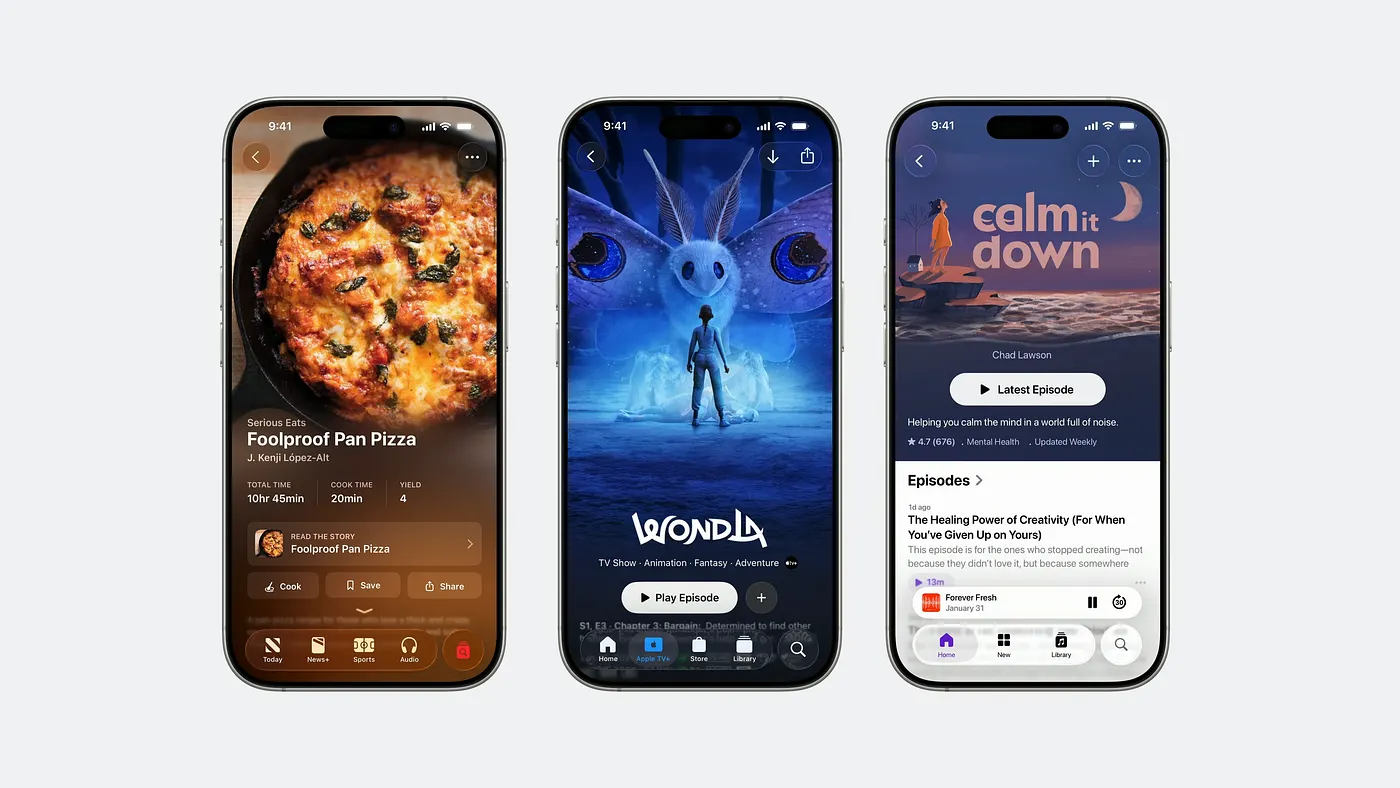 9:41
Serious Eats
Foolproof Pan Pizza
J. Kenji López-Alt
TOTAL TIME
10hr 45min
COOK TIME
20min
YIELD
4
READ THE STORY
Foolproof Pan Pizza
Cook
Save
Share
Today
News+
Sports
Audio
9:41
WONDLA
TV Show · Animation · Fantasy · Adventure
tv+
Play Episode
S1, E3 · Chapter 3: Bargain: Determined to find other
Home
Apple TV+
Store
Library
9:41
calm it
down
Chad Lawson
Latest Episode
Helping you calm the mind in a world full of noise.
4.7 (676) . Mental Health . Updated Weekly
Episodes
1d ago
The Healing Power of Creativity (For When
You’ve Given Up on Yours)
This episode is for the ones who stopped creating—not
because they didn’t love it, but because somewhere
13m
Forever Fresh
January 31
30
Home
New
Library